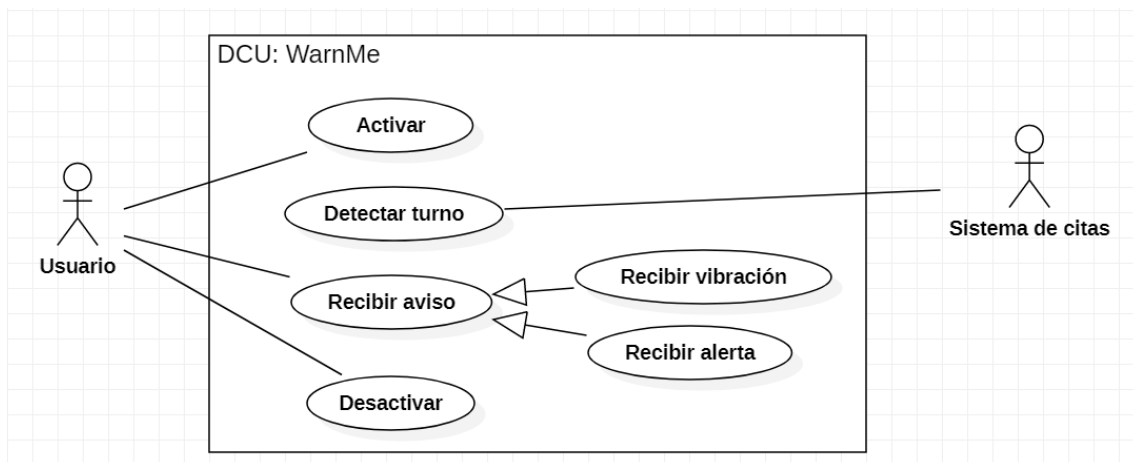 DCU: WarnMe
Activar
Detectar turno
Sistema de citas
Usuario
Recibir vibración
Recibir aviso
Recibir alerta
Desactivar